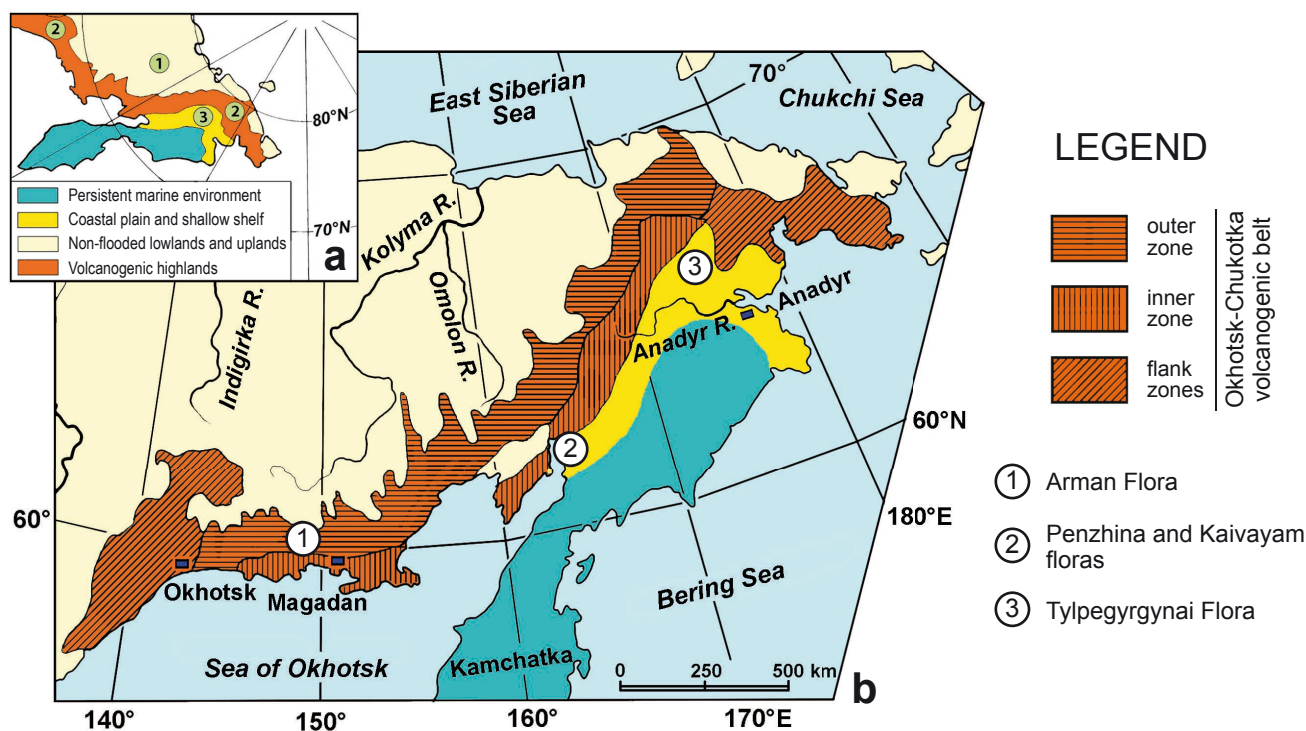 2
1
3
2
80°N
70°N
Persistent marine environment
Coastal plain and shallow shelf
Non-flooded lowlands and uplands
Volcanogenic highlands
a
East Siberian
Sea
70°
Chukchi Sea
Kolyma R.
Omolon R.
Indigirka R.
3
Anadyr
Anadyr R.
2
60°N
180°E
60°
1
Okhotsk
Magadan
Sea of Okhotsk
Kamchatka
Bering Sea
0 250 500 km
b
140°
150°
160°
170°E
LEGEND
outer
zone
inner
zone
flank
zones
Okhotsk-Chukotka
volcanogenic belt
1 Arman Flora
2 Penzhina and Kaivayam
floras
3 Tylpegyrgynai Flora